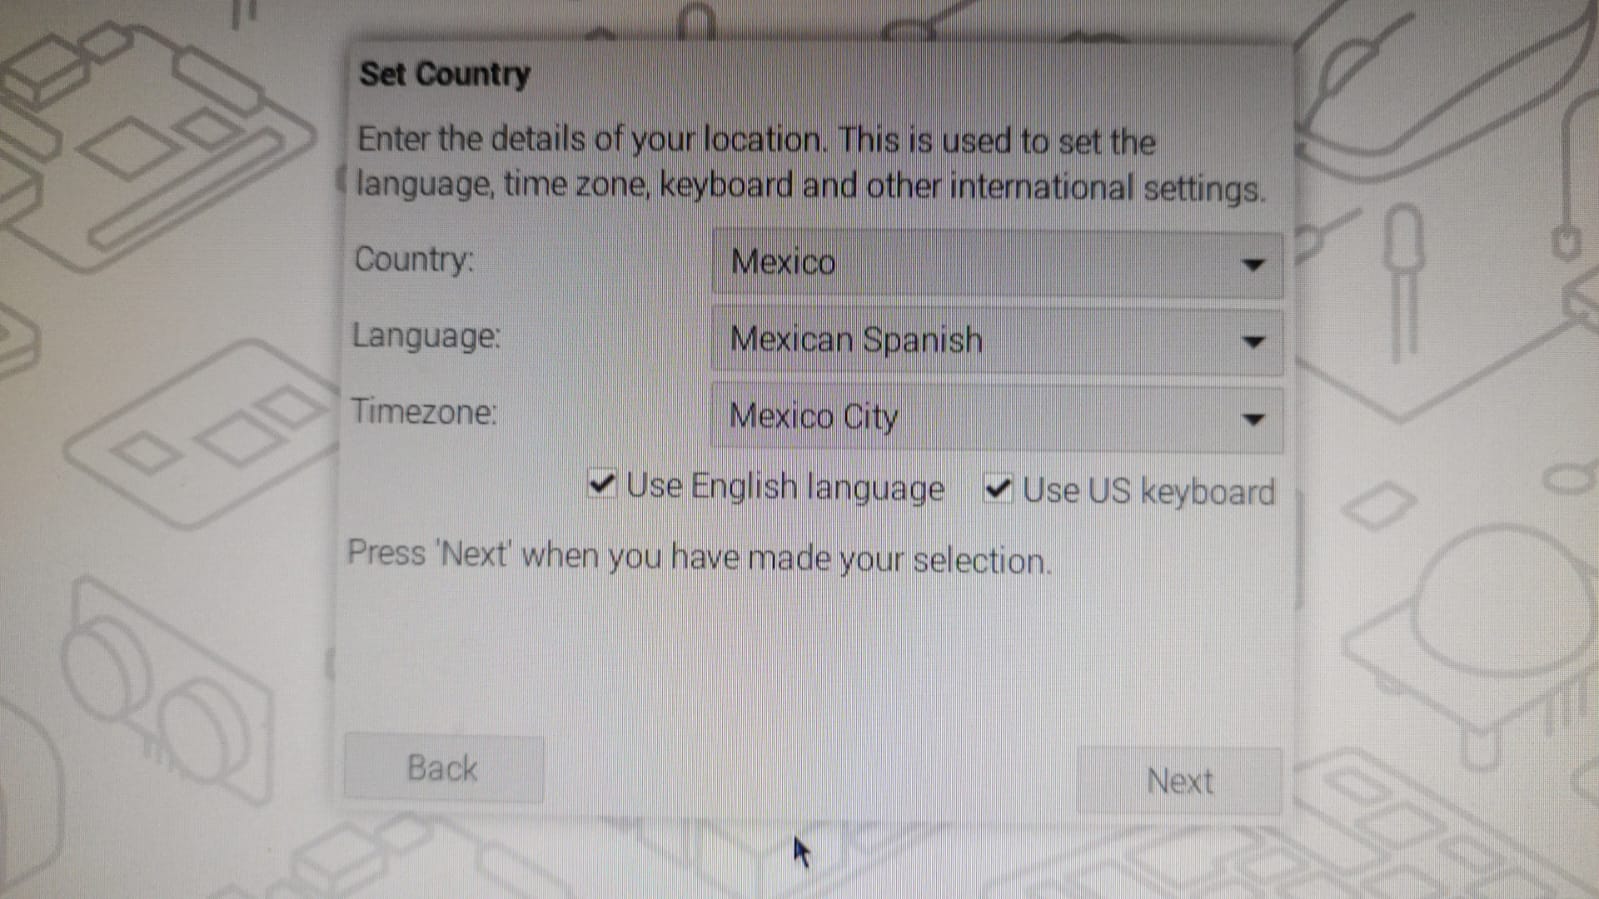 Set Country
Enter the details of your location. This is used to set the
language, time zone, keyboard and other international settings.
Country:
Mexico
Language:
Mexican Spanish
Timezone:
Mexico City
Use English language
Use US keyboard
Press 'Next' when you have made your selection.
Back
Next